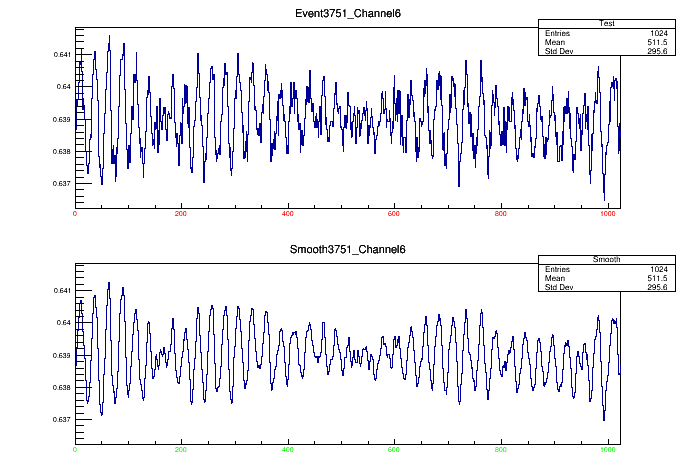 Event3751_Channel6
Test
Entries 1024
Mean 511.5
Std Dev 295.6
0.641
0.64
0.639
0.638
0.637
0 200 400 600 800 1000
Smooth3751_Channel6
Smooth
Entries 1024
Mean 511.5
Std Dev 295.6
0.641
0.64
0.639
0.638
0.637
0 200 400 600 800 1000